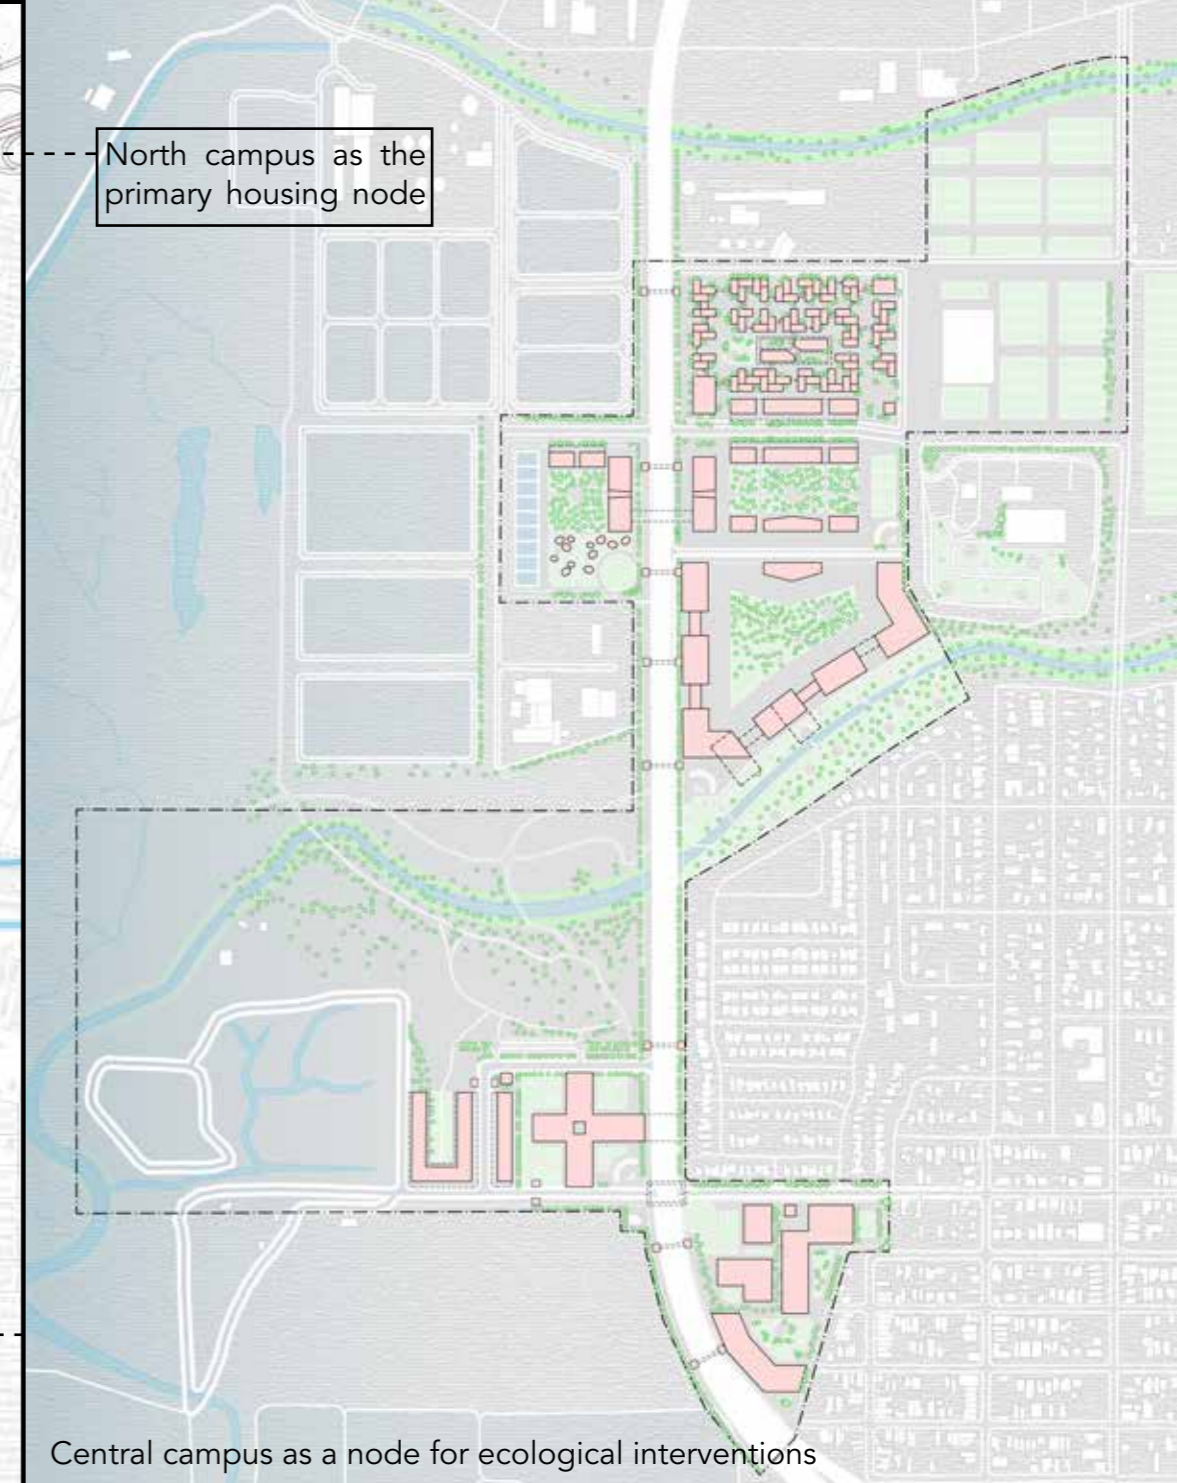 North campus as the
primary housing node
Central campus as a node for ecological interventions